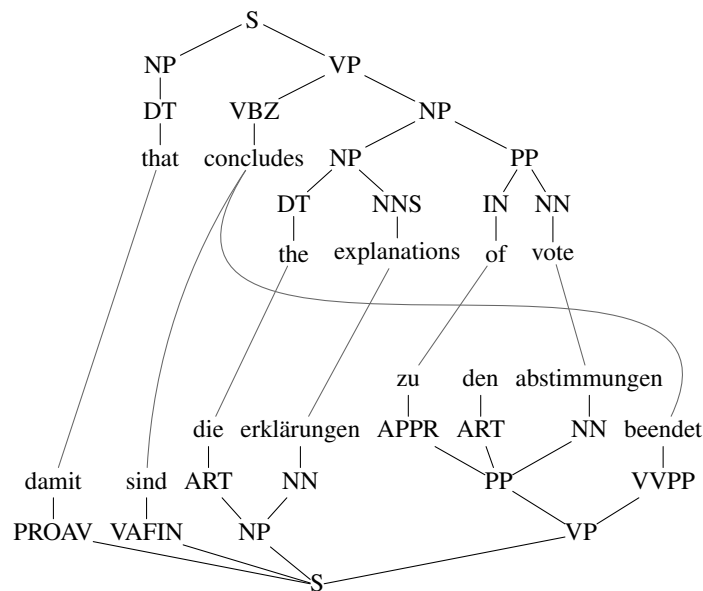 S
NP VP
DT VBZ NP
that concludes NP PP
DT NNS IN NN
the explanations of vote
zu den abstimmungen
die erklärungen APPR ART NN beendet
damit sind ART NN PP VVPP
PROAV VAFIN NP VP
S